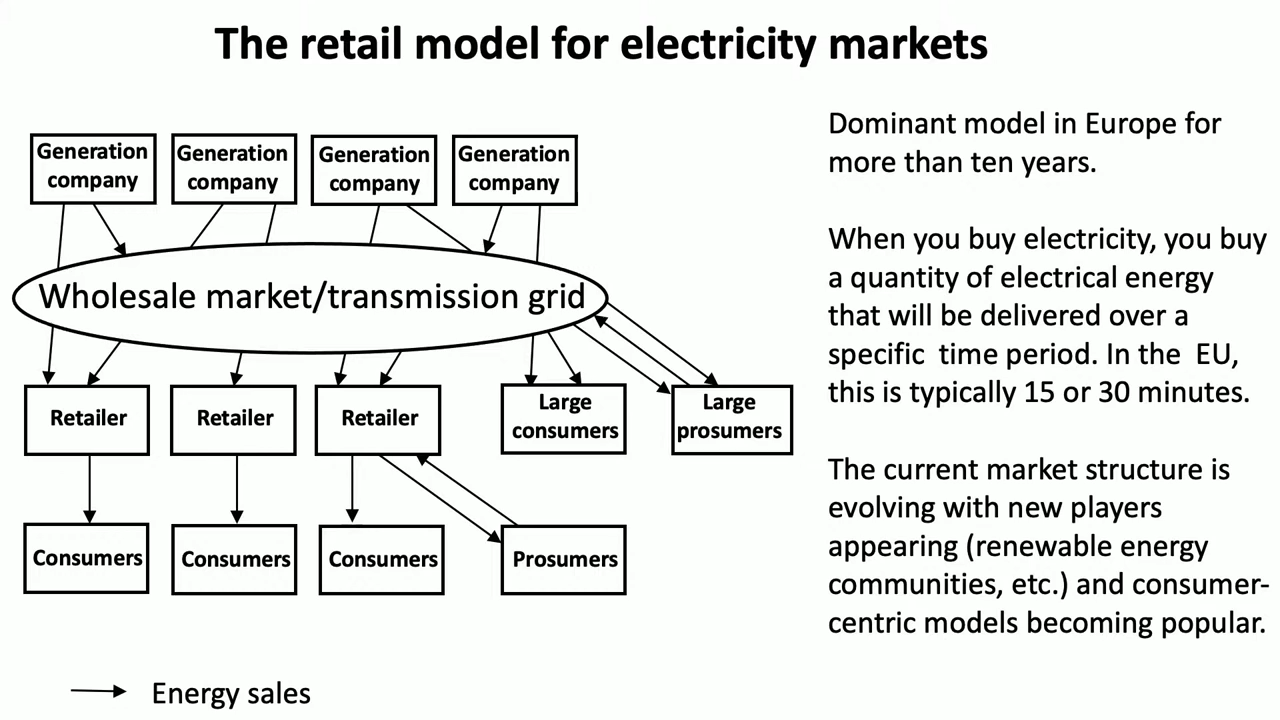 The retail model for electricity markets
Generation
company
Generation
company
Generation
company
Generation
company
Wholesale market/transmission grid
Retailer
Retailer
Retailer
Large
consumers
Large
prosumers
Consumers
Consumers
Consumers
Prosumers
Energy sales
Dominant model in Europe for
more than ten years.
When you buy electricity, you buy
a quantity of electrical energy
that will be delivered over a
specific  time period. In the  EU,
this is typically 15 or 30 minutes.
The current market structure is
evolving with new players
appearing (renewable energy
communities, etc.) and consumer-
centric models becoming popular.